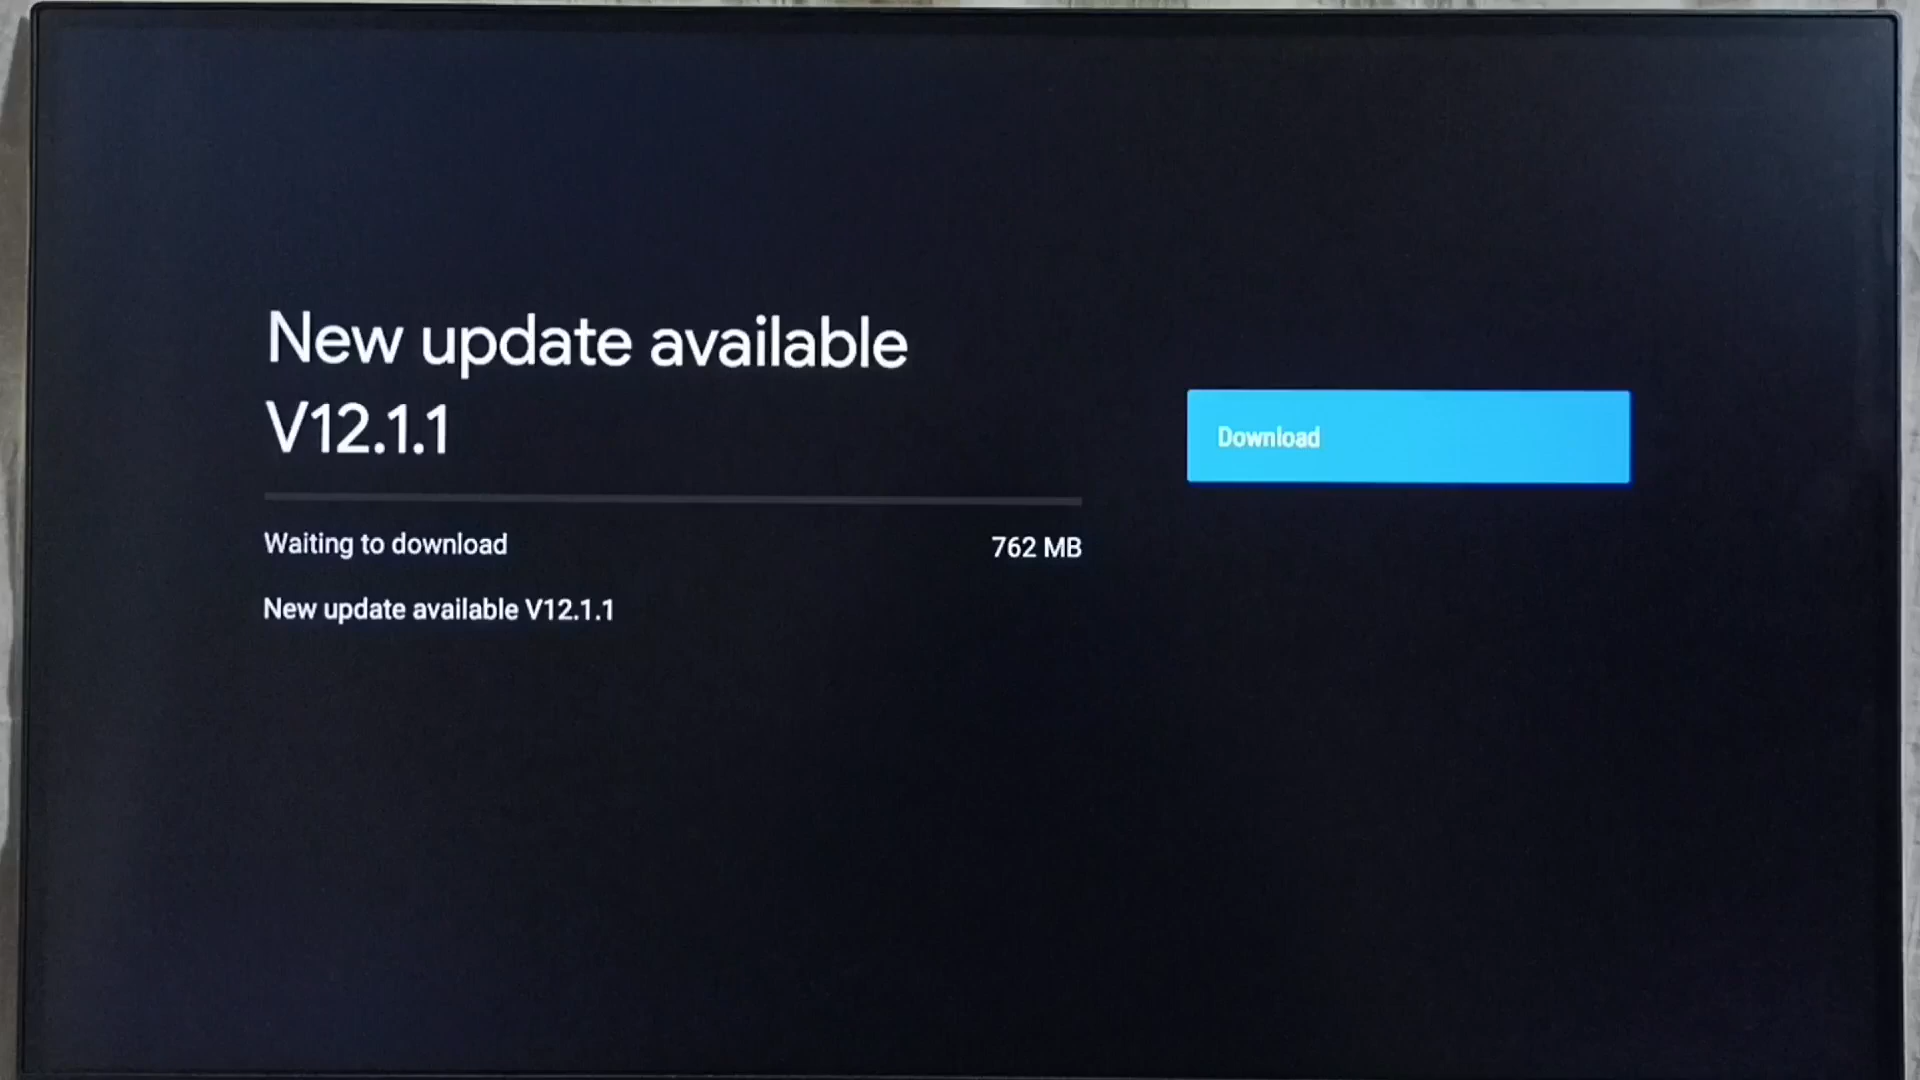 New update available
V12.1.1
Download
Waiting to download
762 MB
New update available V12.1.1